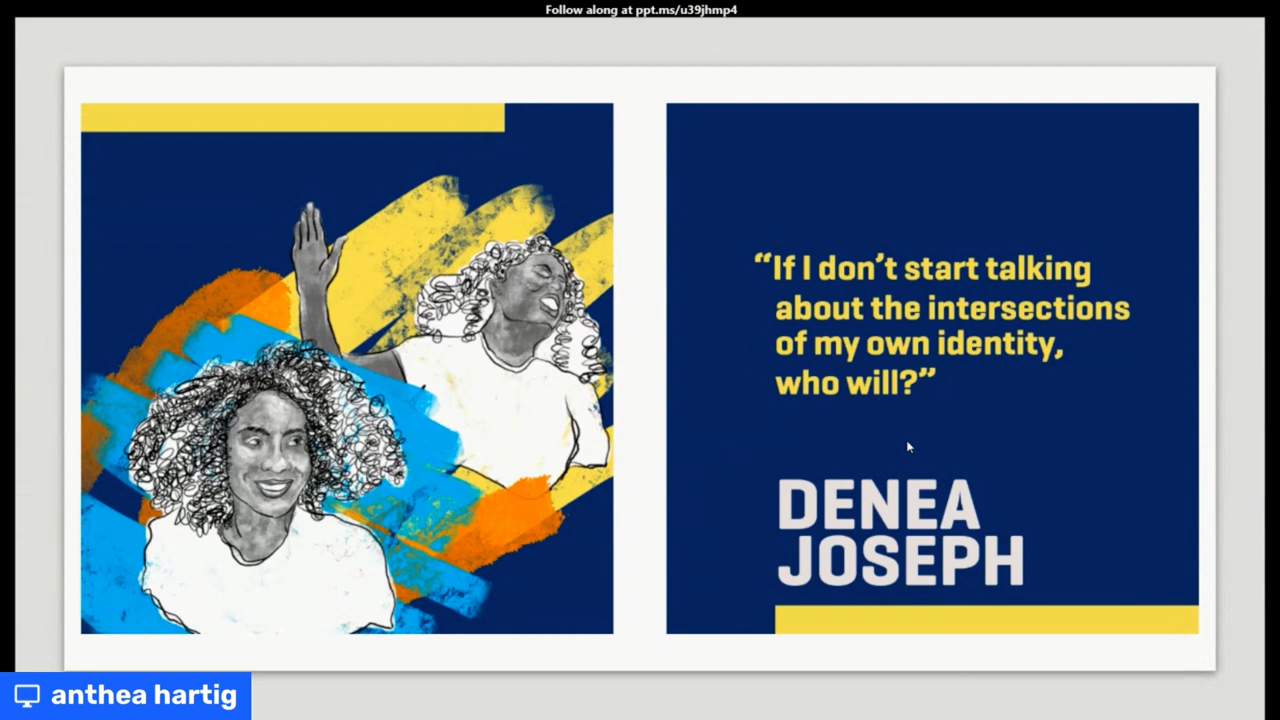 Follow along at ppt.ms/u39jhmp4
“If I don’t start talking
about the intersections
of my own identity,
who will?”
DENEA
JOSEPH
anthea hartig